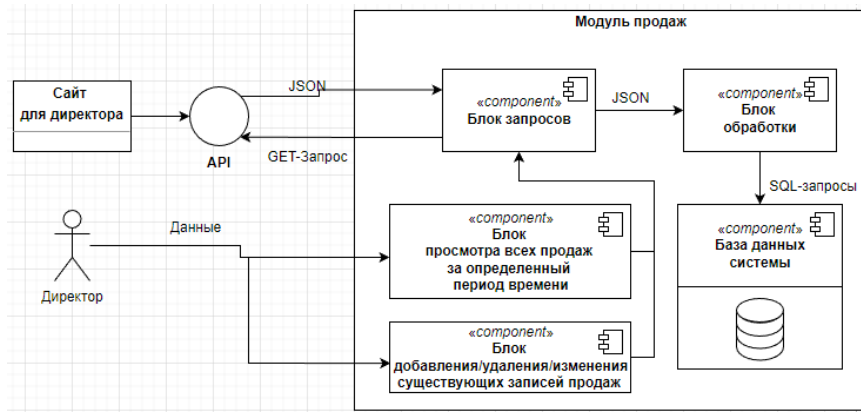 Модуль продаж
Сайт
для директора
API
JSON
GET-Запрос
«component»
Блок запросов
JSON
«component»
Блок
обработки
SQL-запросы
Данные
Директор
«component»
Блок
просмотра всех продаж
за определенный
период времени
«component»
База данных
системы
«component»
Блок
добавления/удаления/изменения
существующих записей продаж